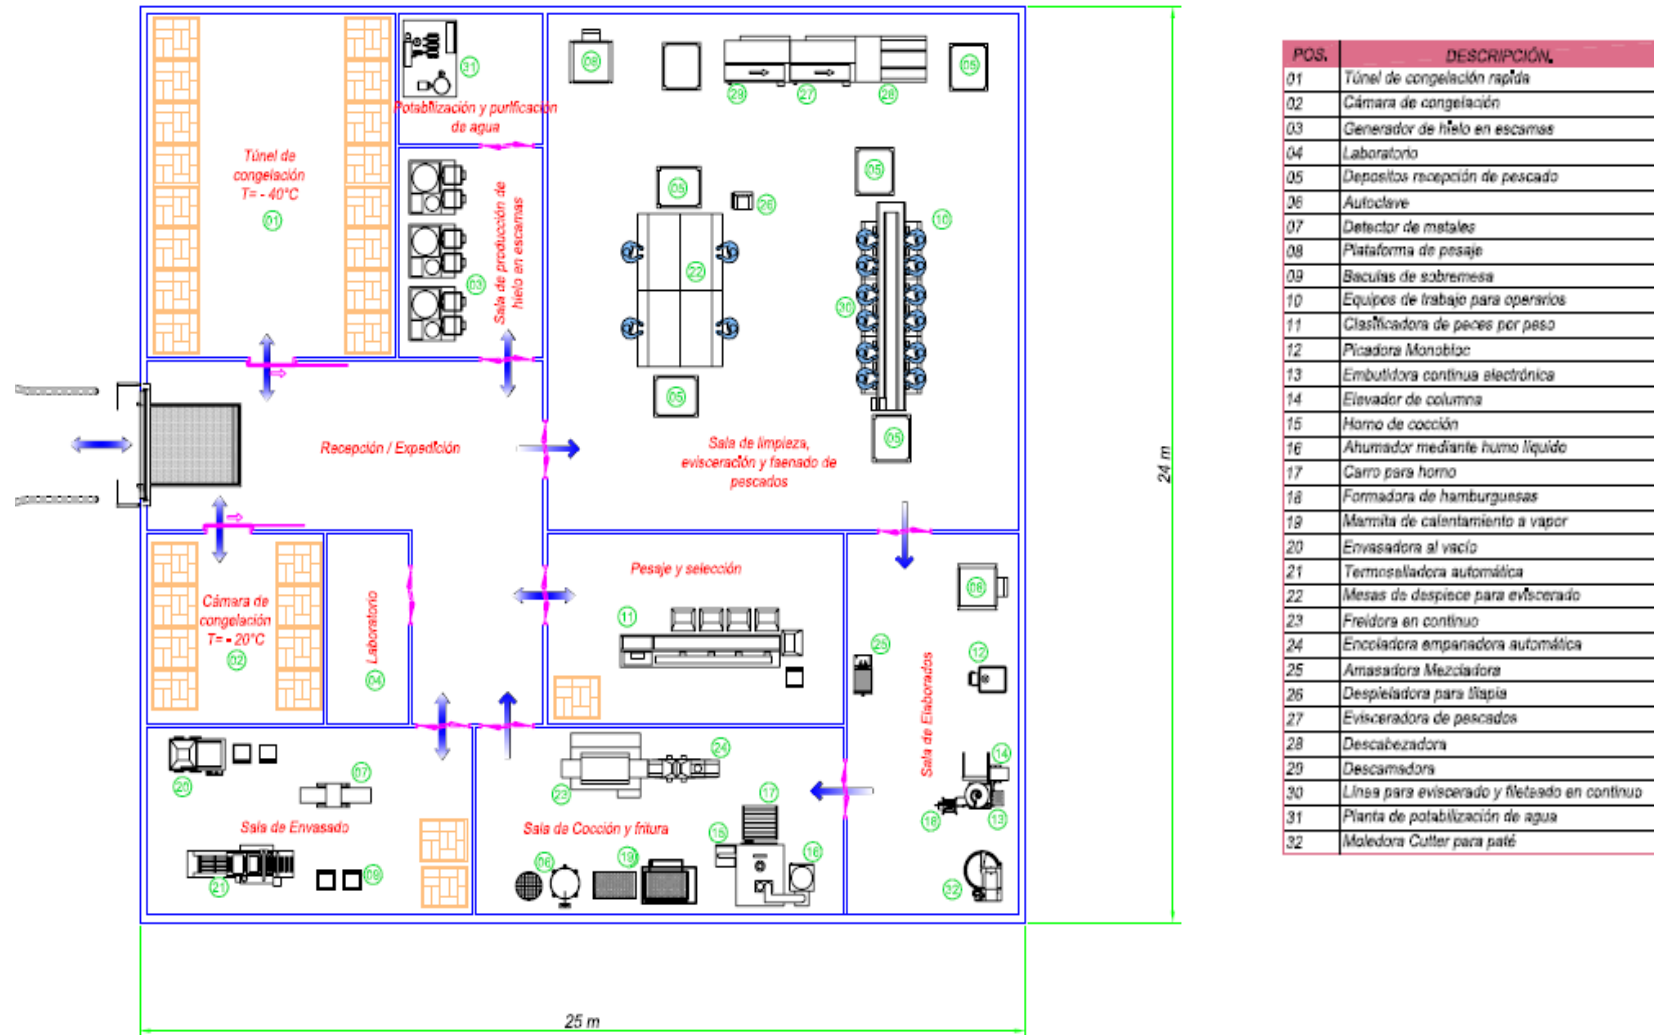 31
Potabilización y purificación
de agua
08
29
27
28
05
Túnel de
congelación
T= - 40°C
01
Sala de producción de
hielo en escamas
03
05
26
05
10
22
30
05
05
Recepción / Expedición
Sala de limpieza,
evisceración y faenado de
pescados
24 m
Cámara de
congelación
T= - 20°C
02
Laboratorio
04
Pesaje y selección
11
25
08
12
Sala de Elaborados
14
13
18
32
20
07
Sala de Envasado
21
09
23
24
Sala de Cocción y fritura
17
15
16
06
19
25 m
POS. DESCRIPCIÓN.
01 Túnel de congelación rapida
02 Cámara de congelación
03 Generador de hielo en escamas
04 Laboratorio
05 Depositos recepción de pescado
06 Autoclave
07 Detector de metales
08 Plataforma de pesaje
09 Baculas de sobremesa
10 Equipos de trabajo para operarios
11 Clasificadora de peces por peso
12 Picadora Monobloc
13 Embutidora continua electrónica
14 Elevador de columna
15 Horno de cocción
16 Ahumador mediante humo liquido
17 Carro para horno
18 Formadora de hamburguesas
19 Marmita de calentamiento a vapor
20 Envasadora al vacío
21 Termoselladora automática
22 Mesas de despiece para eviscerado
23 Freidora en continuo
24 Encoladora empanadora automática
25 Amasadora Mezcladora
26 Despieladora para tilapia
27 Evisceradora de pescados
28 Descabezadora
29 Descamadora
30 Linea para eviscerado y fileteado en continuo
31 Planta de potabilización de agua
32 Moledora Cutter para paté